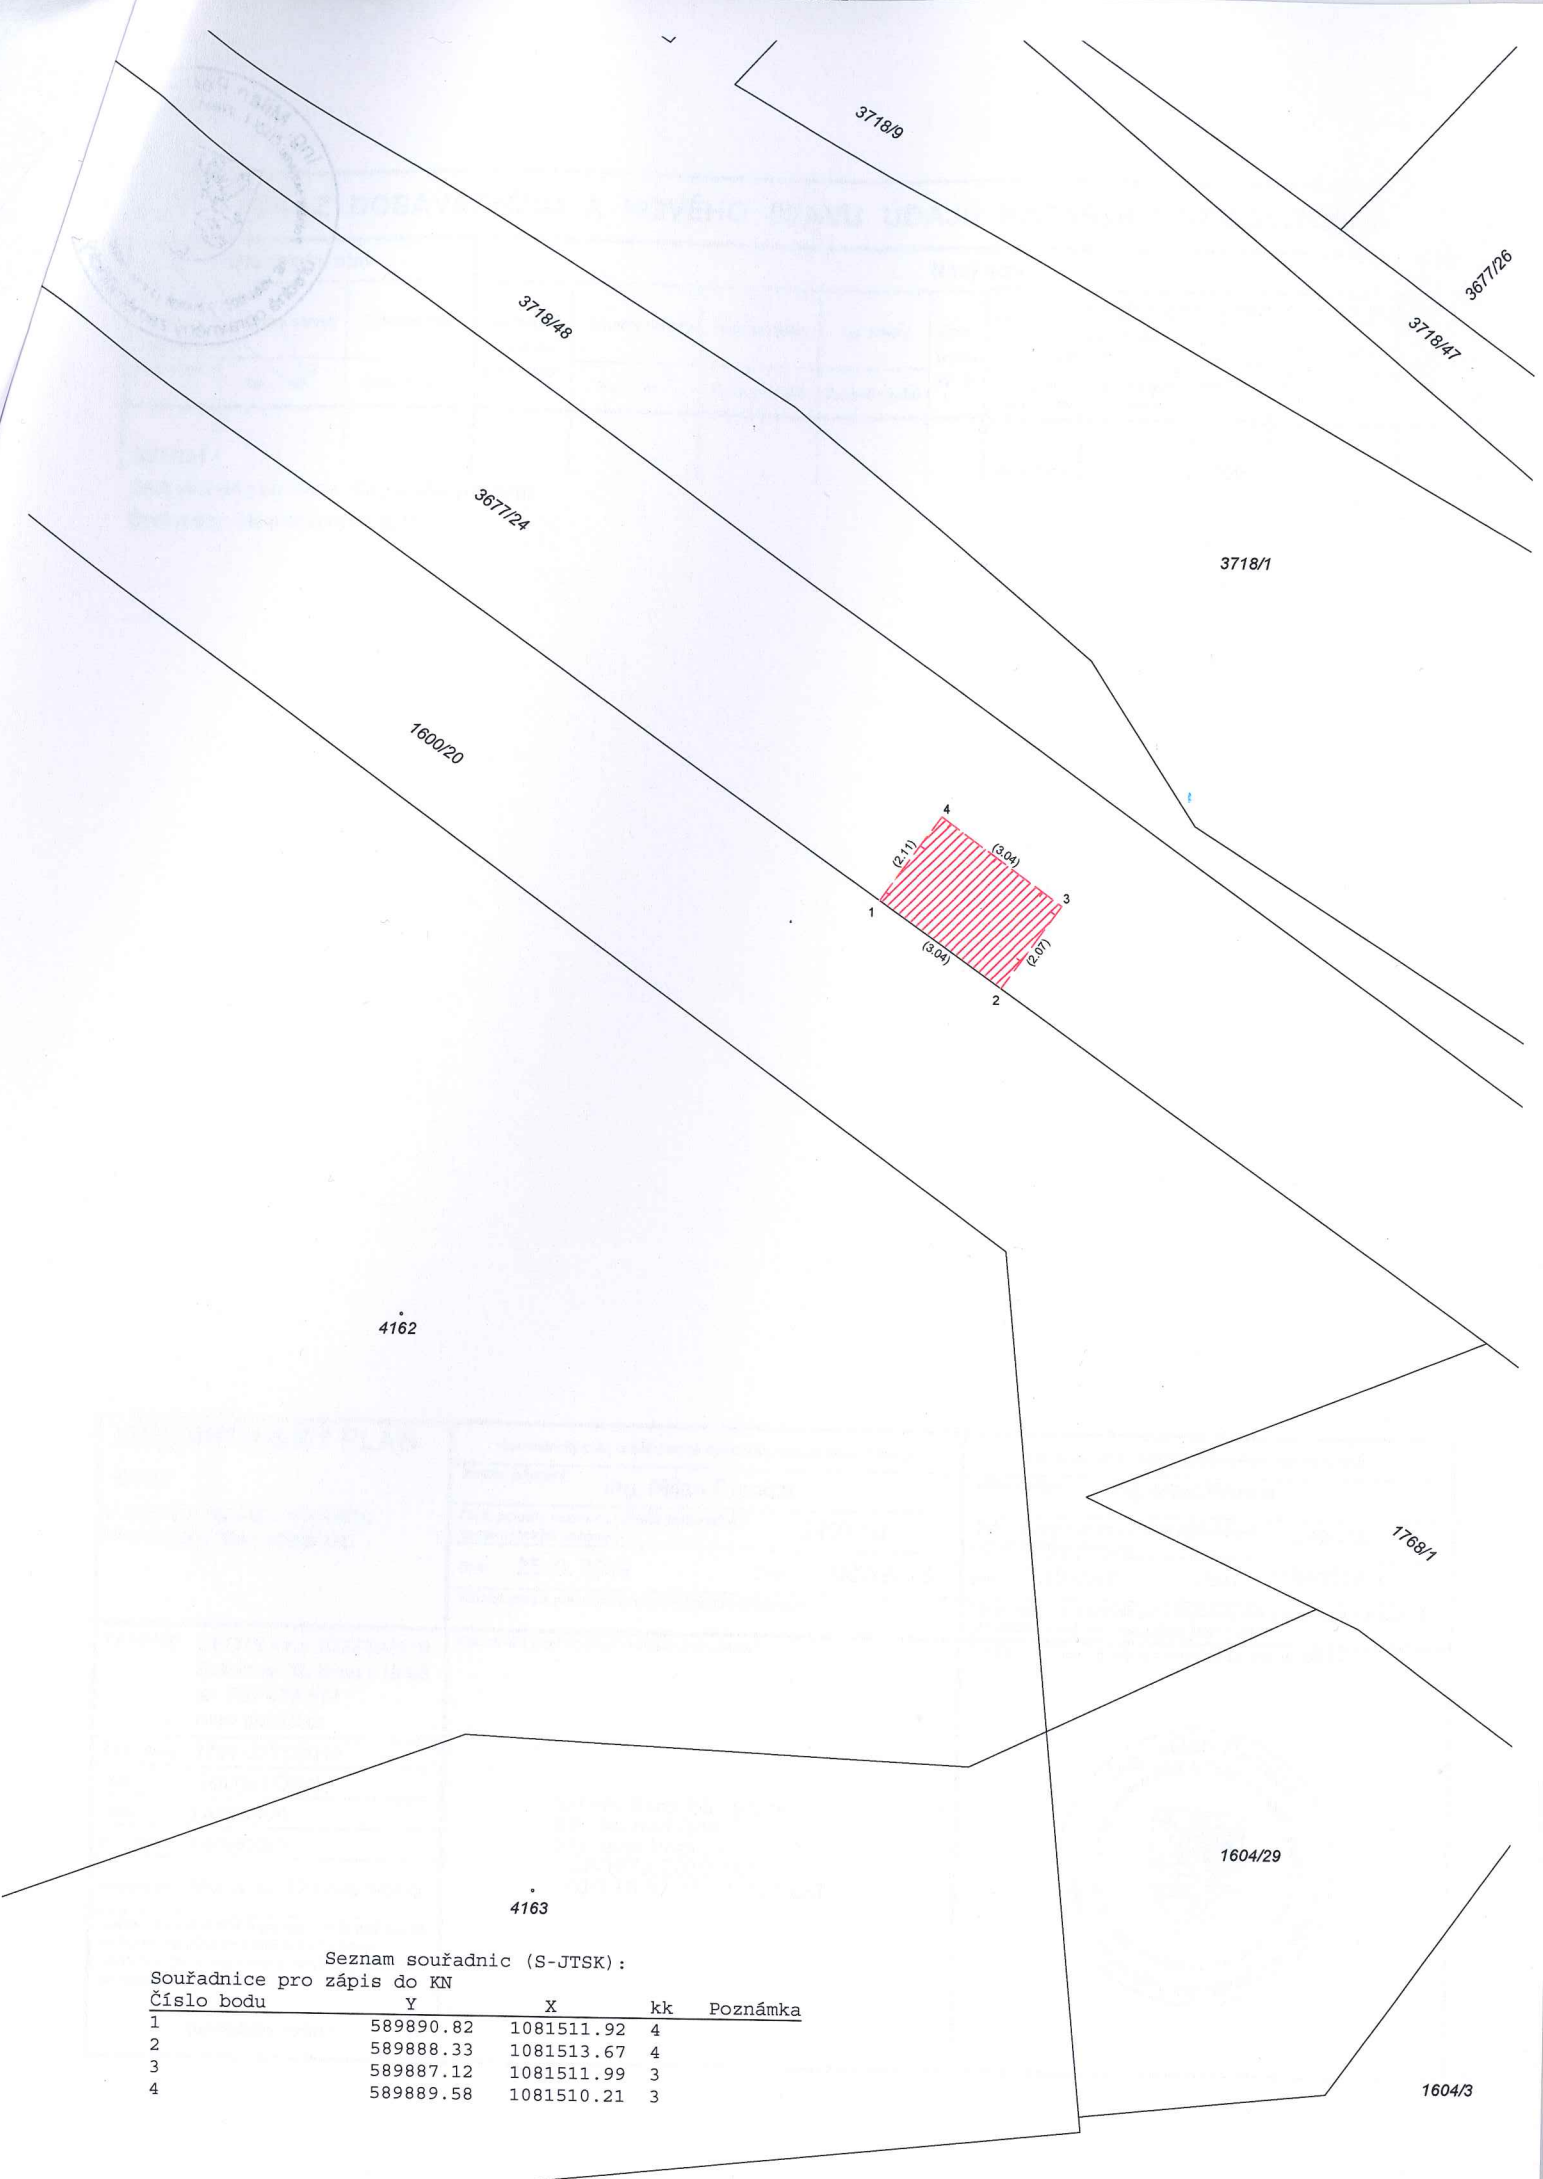 3718/9
3677/26
3718/48
3718/47
3677/24
3718/1
1600/20
4
(2.11)
(3.04)
3
1
(3.04)
(2.07)
2
4162
1768/1
1604/29
4163
Seznam souřadnic (S-JTSK):
Souřadnice pro zápis do KN
Číslo bodu Y X kk Poznámka
1 589890.82 1081511.92 4
2 589888.33 1081513.67 4
3 589887.12 1081511.99 3
4 589889.58 1081510.21 3
1604/3